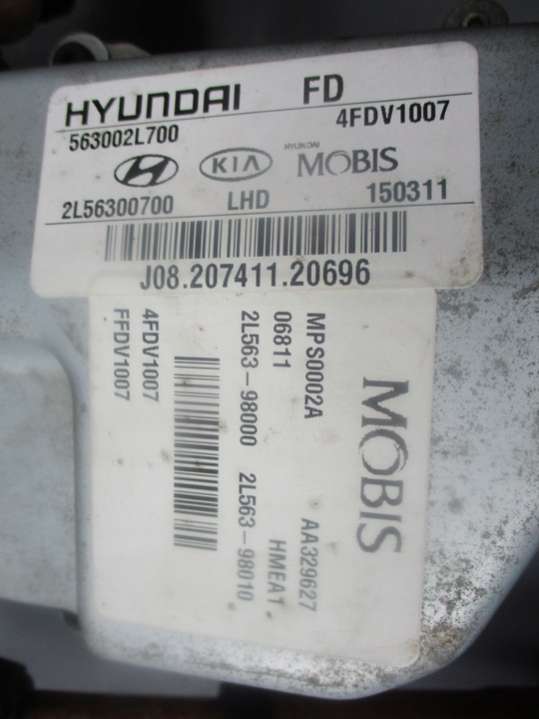 HYUNDAI FD
563002L700 4FDV1007
KIA HYUNDAI MOBIS
2L56300700 LHD 150311
J08.207411.20696
MOBIS
MPS0002A AA329627
06811 HMEAT
2L563-98000 2L563-98010
4FDV1007
FFDV1007